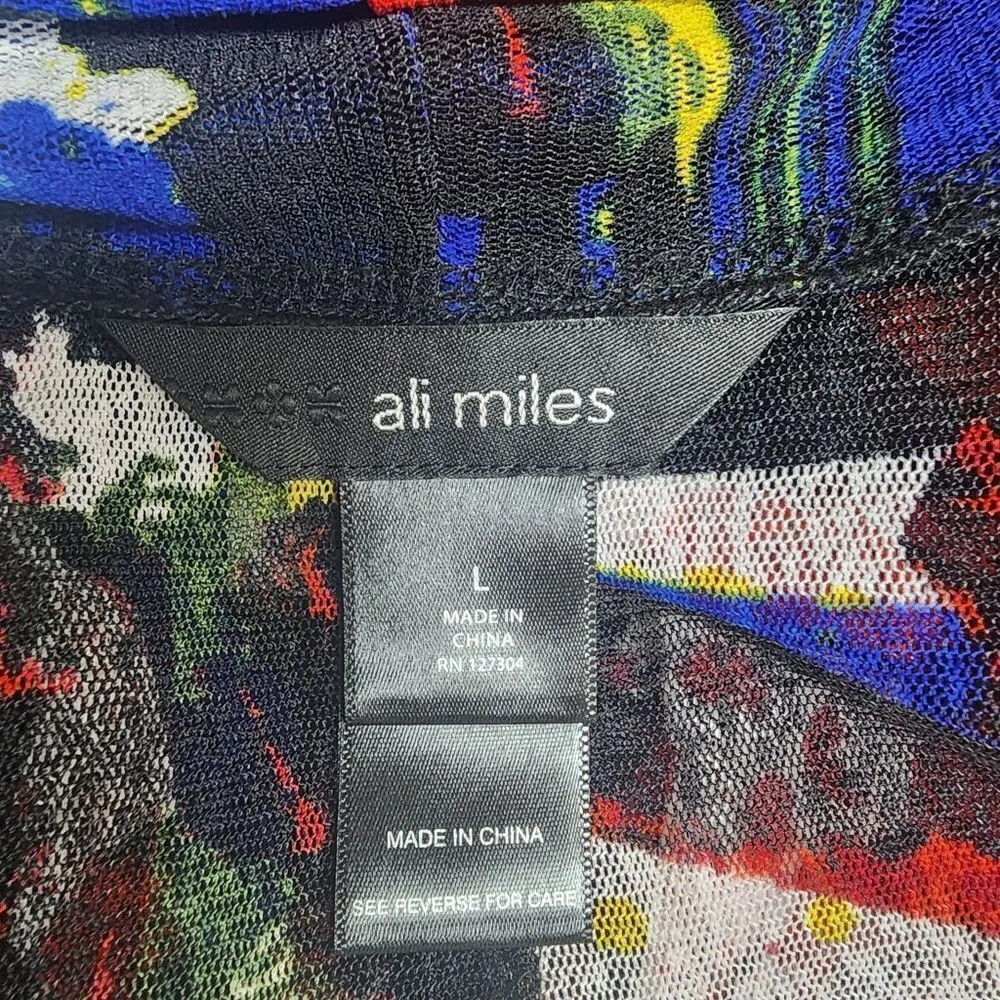 ali miles
L
MADE IN
CHINA
RN 127304
MADE IN CHINA
SEE REVERSE FOR CARE